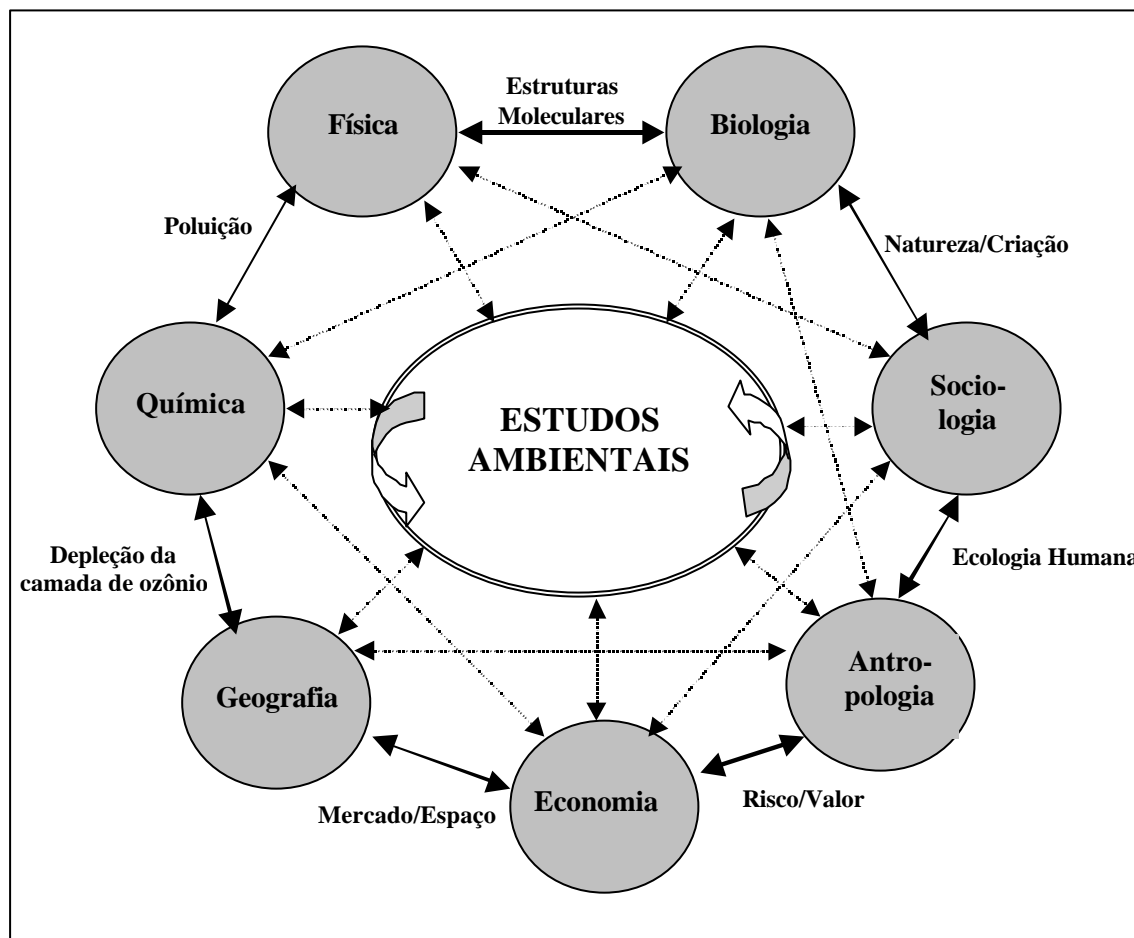 Estruturas
Moleculares
Física
Biologia
Poluição
Natureza/Criação
Química
ESTUDOS
AMBIENTAIS
Socio-
logia
Depleção da
camada de ozônio
Ecologia Humana
Geografia
Antro-
pologia
Mercado/Espaço
Economia
Risco/Valor